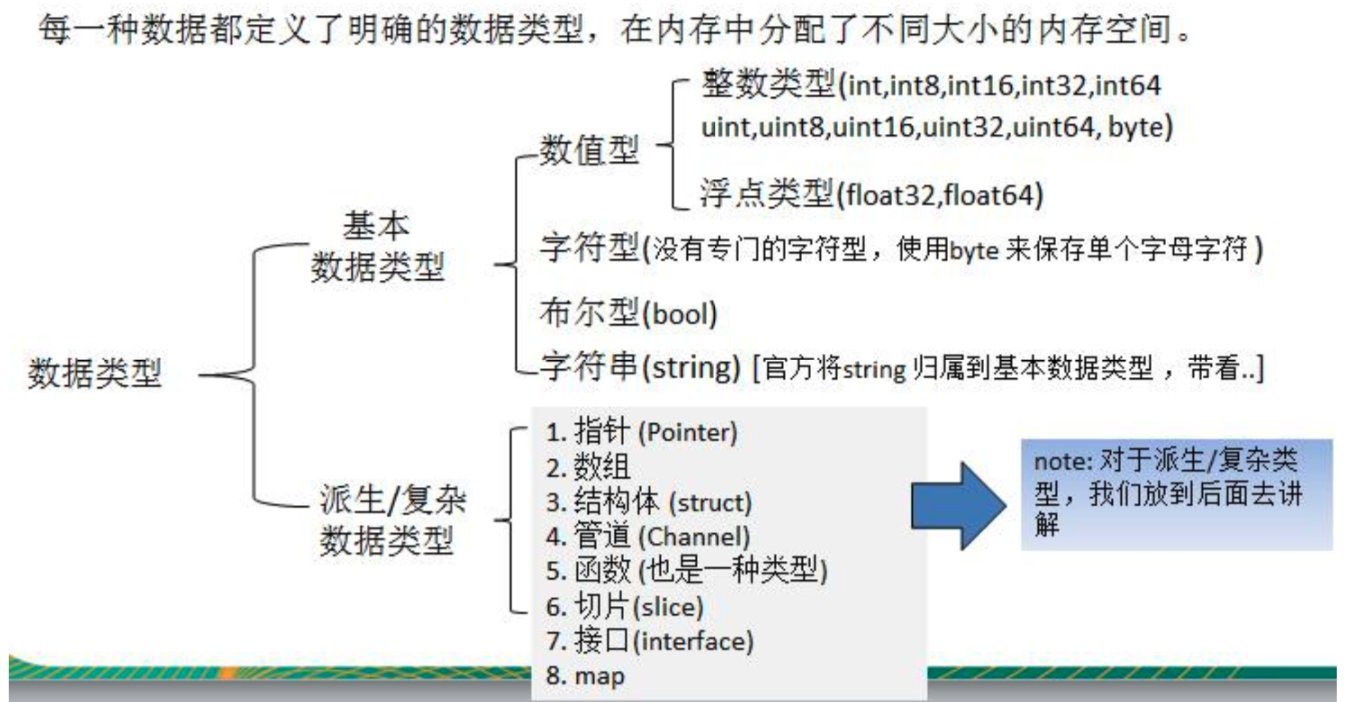 每一种数据都定义了明确的数据类型，在内存中分配了不同大小的内存空间。
整数类型(int,int8,int16,int32,int64
uint,uint8,uint16,uint32,uint64, byte)
数值型
浮点类型(float32,float64)
基本
数据类型
字符型(没有专门的字符型，使用byte 来保存单个字母字符 )
布尔型(bool)
字符串(string) [官方将string 归属到基本数据类型 ，带看..]
数据类型
派生/复杂
数据类型
1. 指针 (Pointer)
2. 数组
3. 结构体 (struct)
4. 管道 (Channel)
5. 函数 (也是一种类型)
6. 切片(slice)
7. 接口(interface)
8. map
note: 对于派生/复杂类
型，我们放到后面去讲
解